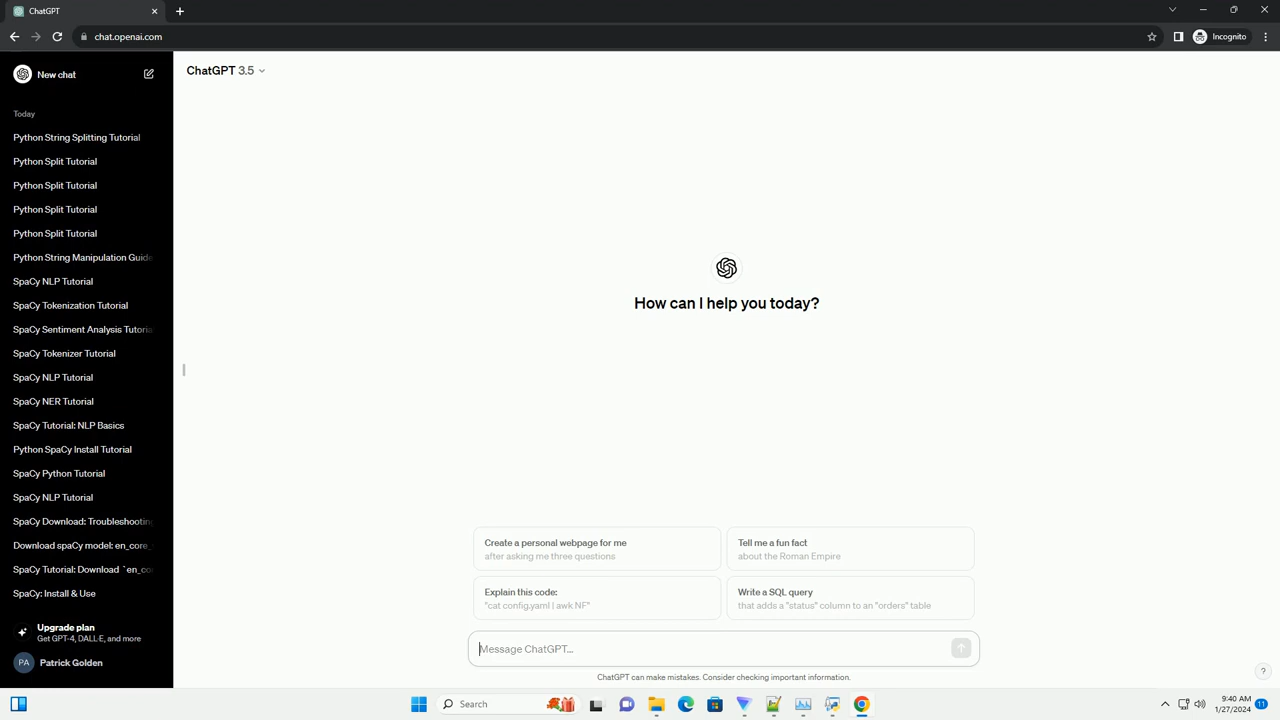 ChatGPT
chat.openai.com
Incognito
New chat
ChatGPT 3.5
Today
Python String Splitting Tutorial
Python Split Tutorial
Python Split Tutorial
Python Split Tutorial
Python Split Tutorial
Python String Manipulation Guide
SpaCy NLP Tutorial
SpaCy Tokenization Tutorial
SpaCy Sentiment Analysis Tutoria
SpaCy Tokenizer Tutorial
SpaCy NLP Tutorial
SpaCy NER Tutorial
SpaCy Tutorial: NLP Basics
Python SpaCy Install Tutorial
SpaCy Python Tutorial
SpaCy NLP Tutorial
SpaCy Download: Troubleshooting
Download spaCy model: en_core_
SpaCy Tutorial: Download `en_co
SpaCy: Install & Use
Upgrade plan
Get GPT-4, DALL·E, and more
PA
Patrick Golden
How can I help you today?
Create a personal webpage for me
after asking me three questions
Tell me a fun fact
about the Roman Empire
Explain this code:
"cat config.yaml | awk NF"
Write a SQL query
that adds a "status" column to an "orders" table
Message ChatGPT...
ChatGPT can make mistakes. Consider checking important information.
?
Search
9:40 AM
1/27/2024
11